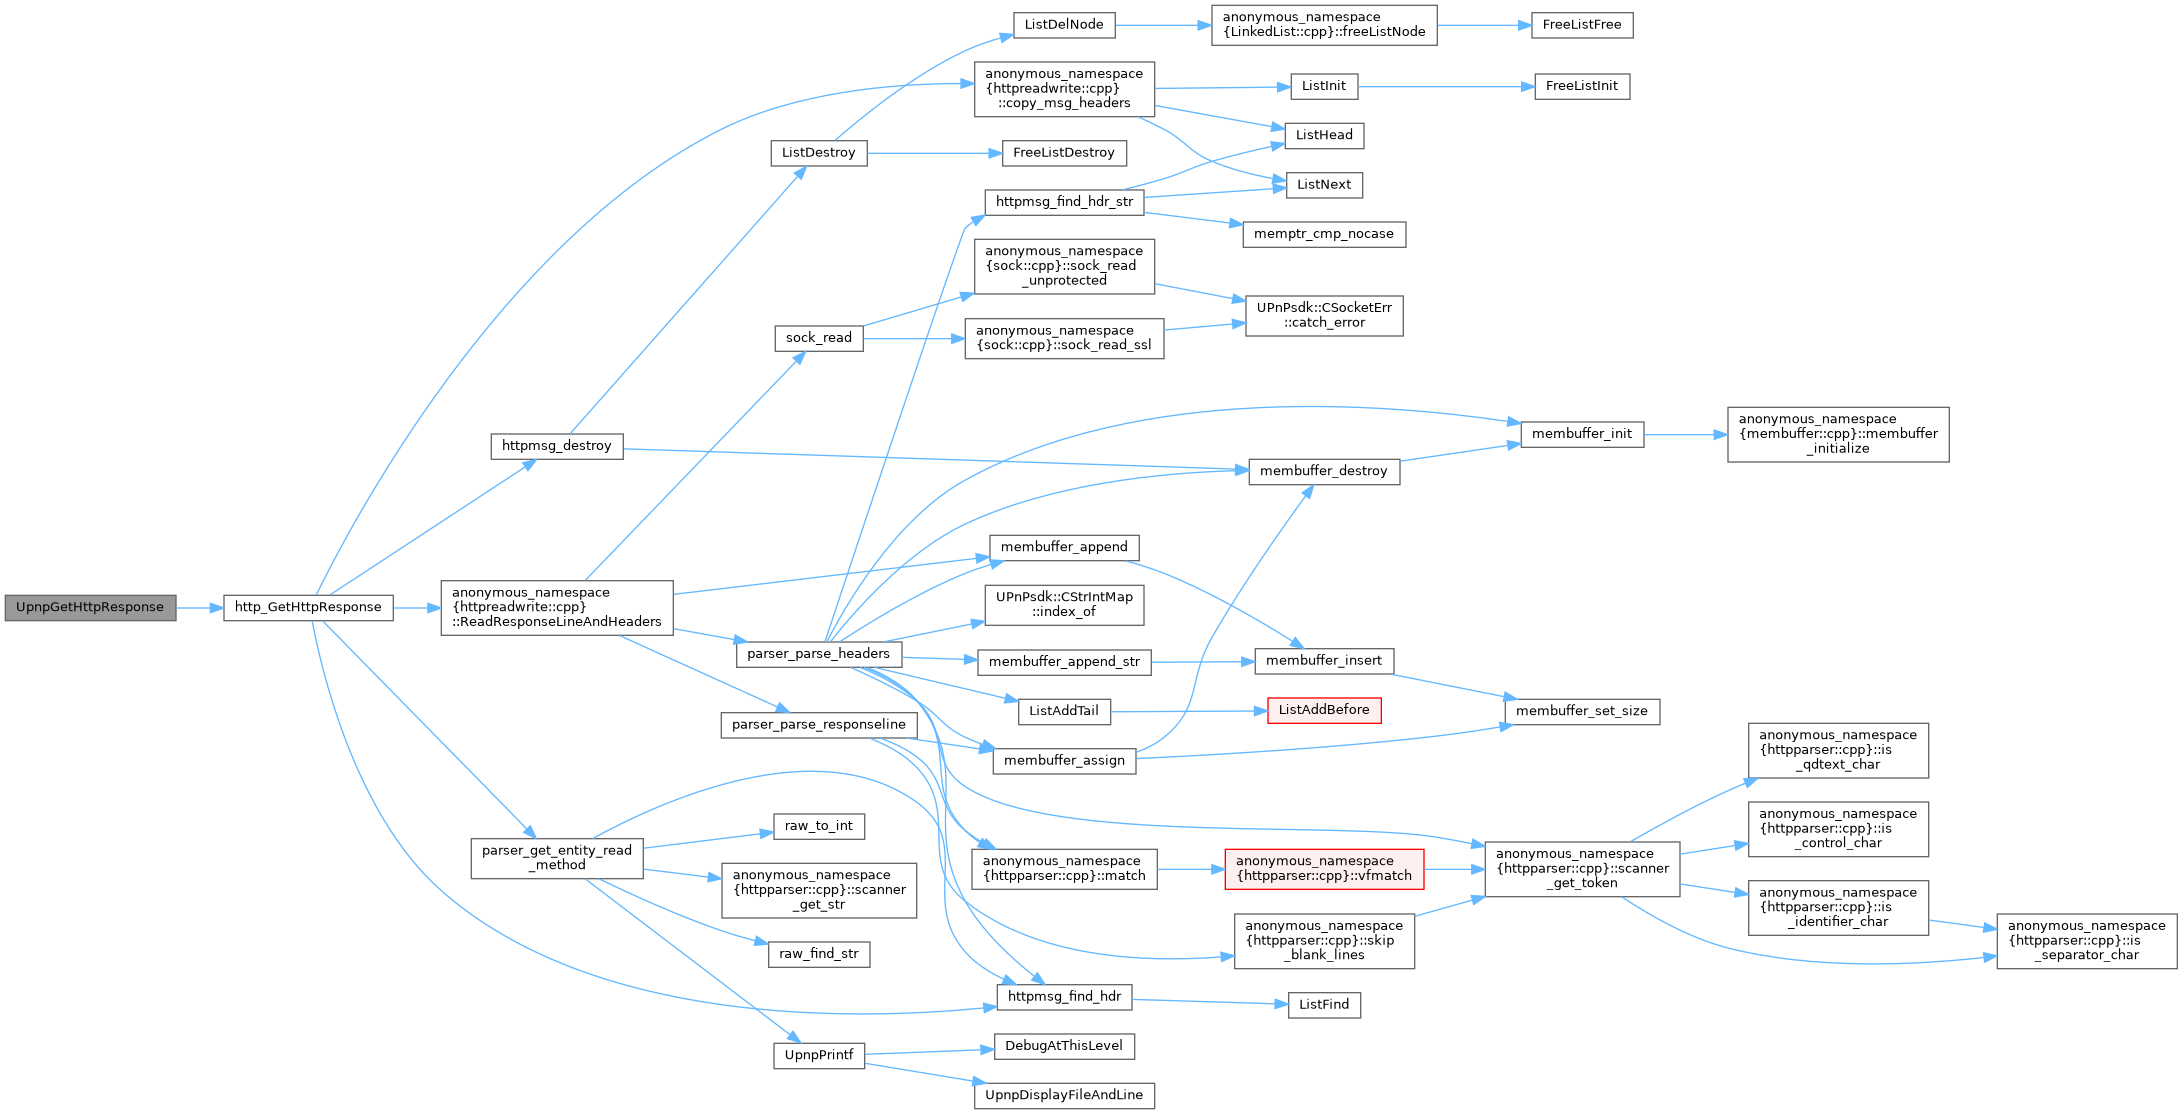 UpnpGetHttpResponse
http_GetHttpResponse
anonymous_namespace
{httpreadwrite::cpp}
::copy_msg_headers
ListInit
FreeListInit
ListHead
ListNext
httpmsg_destroy
ListDestroy
ListDelNode
anonymous_namespace
{LinkedList::cpp}::freeListNode
FreeListFree
FreeListDestroy
membuffer_destroy
membuffer_init
anonymous_namespace
{membuffer::cpp}::membuffer
_initialize
anonymous_namespace
{httpreadwrite::cpp}
::ReadResponseLineAndHeaders
sock_read
anonymous_namespace
{sock::cpp}::sock_read
_unprotected
anonymous_namespace
{sock::cpp}::sock_read_ssl
UPnPsdk::CSocketErr
::catch_error
parser_parse_headers
httpmsg_find_hdr_str
memptr_cmp_nocase
membuffer_append
UPnPsdk::CStrIntMap
::index_of
membuffer_append_str
membuffer_insert
ListAddTail
ListAddBefore
membuffer_set_size
parser_parse_responseline
membuffer_assign
anonymous_namespace
{httpparser::cpp}::match
anonymous_namespace
{httpparser::cpp}::vfmatch
anonymous_namespace
{httpparser::cpp}::scanner
_get_token
anonymous_namespace
{httpparser::cpp}::is
_qdtext_char
anonymous_namespace
{httpparser::cpp}::is
_control_char
anonymous_namespace
{httpparser::cpp}::is
_identifier_char
anonymous_namespace
{httpparser::cpp}::is
_separator_char
anonymous_namespace
{httpparser::cpp}::skip
_blank_lines
parser_get_entity_read
_method
raw_to_int
anonymous_namespace
{httpparser::cpp}::scanner
_get_str
raw_find_str
httpmsg_find_hdr
ListFind
UpnpPrintf
DebugAtThisLevel
UpnpDisplayFileAndLine